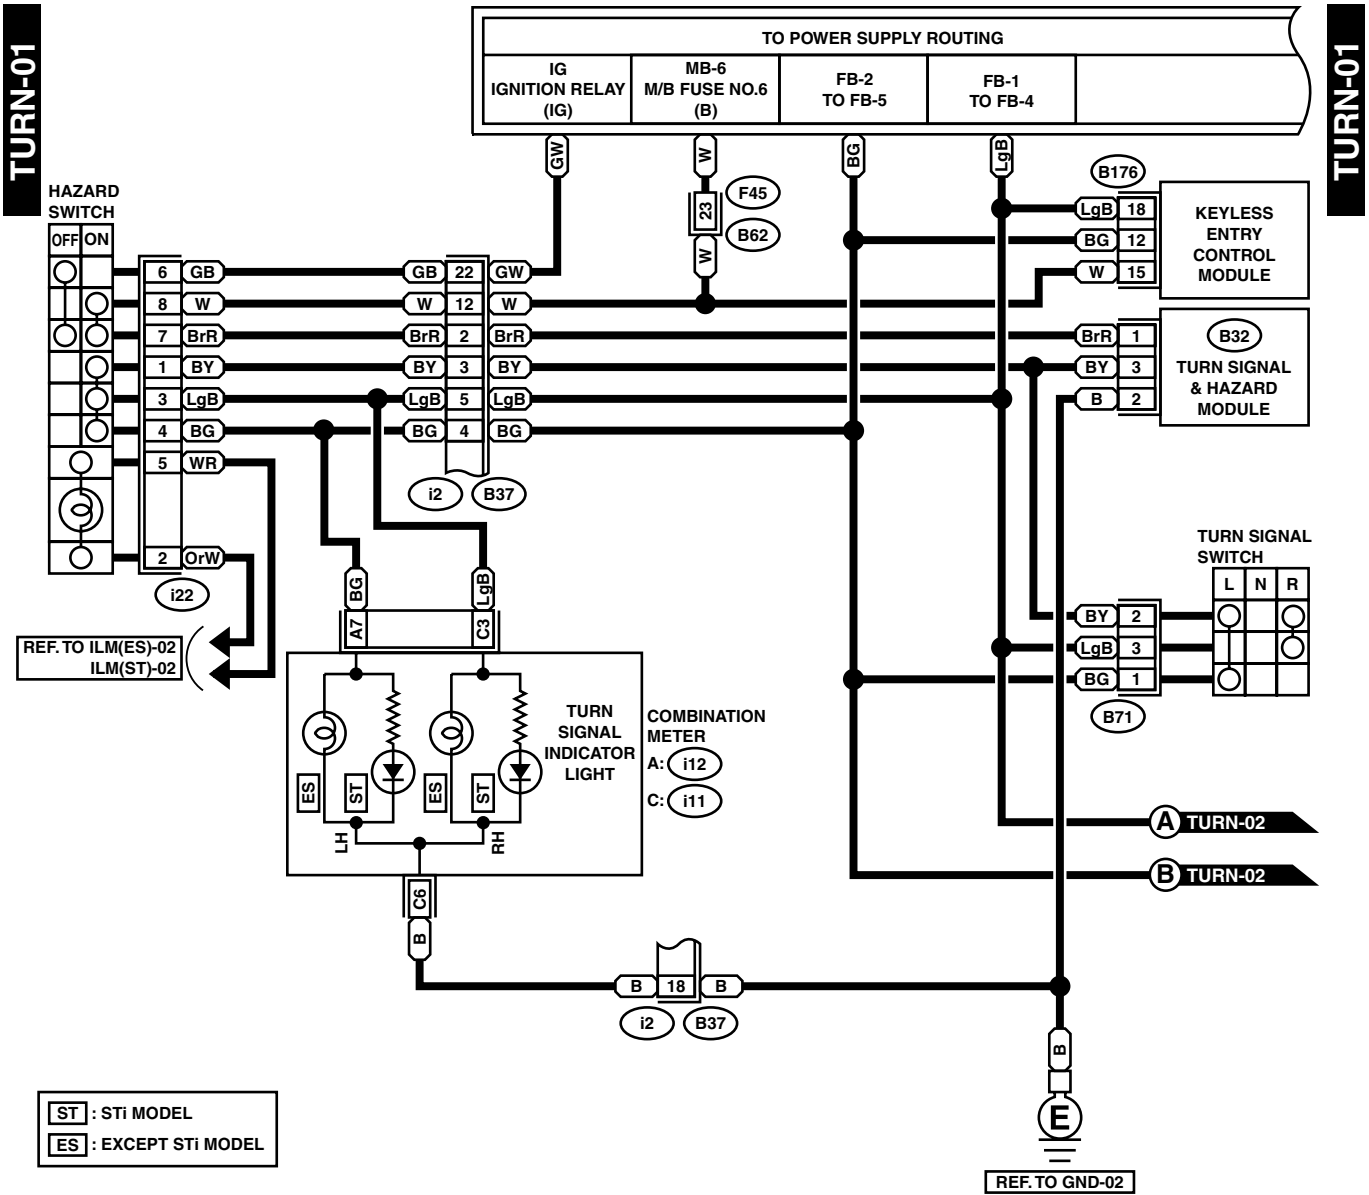 TURN-01
TURN-01
TO POWER SUPPLY ROUTING
IG
IGNITION RELAY
(IG)
MB-6
M/B FUSE NO.6
(B)
FB-2
TO FB-5
FB-1
TO FB-4
GW
W
BG
LgB
23
F45
B62
W
B176
LgB 18
BG 12
W 15
KEYLESS
ENTRY
CONTROL
MODULE
HAZARD
SWITCH
OFF ON
6 GB GB 22 GW
8 W W 12 W
7 BrR BrR 2 BrR
1 BY BY 3 BY
3 LgB LgB 5 LgB
4 BG BG 4 BG
5 WR
2 OrW
i22
i2
B37
BrR 1
BY 3
B 2
B32
TURN SIGNAL
& HAZARD
MODULE
REF. TO ILM(ES)-02
ILM(ST)-02
BG
LgB
A7
C3
TURN SIGNAL
SWITCH
L N R
BY 2
LgB 3
BG 1
B71
TURN
SIGNAL
INDICATOR
LIGHT
ES
ST
ES
ST
LH
RH
COMBINATION
METER
A: i12
C: i11
A TURN-02
B TURN-02
C6
B
B 18 B
i2
B37
B
E
REF. TO GND-02
ST : STi MODEL
ES : EXCEPT STi MODEL